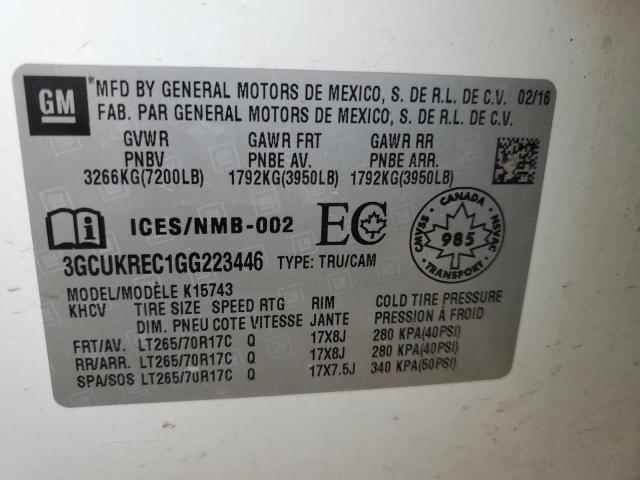 GM ® MFD BY GENERAL MOTORS DE MEXICO, S. DE R.L. DE C.V. 02/16
FAB. PAR GENERAL MOTORS DE MEXICO, S. DE R.L. DE C.V.
GVWR GAWR FRT GAWR RR
PNBV PNBE AV. PNBE ARR.
3266KG(7200LB) 1792KG(3950LB) 1792KG(3950LB)
i ICES/NMB-002 EC CANADA CMVSS NSVAC 985 TRANSPORT
3GCUKREC1GG223446 TYPE: TRU/CAM
MODEL/MODÈLE K15743
KHCV TIRE SIZE SPEED RTG RIM COLD TIRE PRESSURE
DIM. PNEU COTE VITESSE JANTE PRESSION À FROID
FRT/AV. LT265/70R17C Q 17X8J 280 KPA(40PSI)
RR/ARR. LT265/70R17C Q 17X8J 280 KPA(40PSI)
SPA/SOS LT265/70R17C Q 17X7.5J 340 KPA(50PSI)